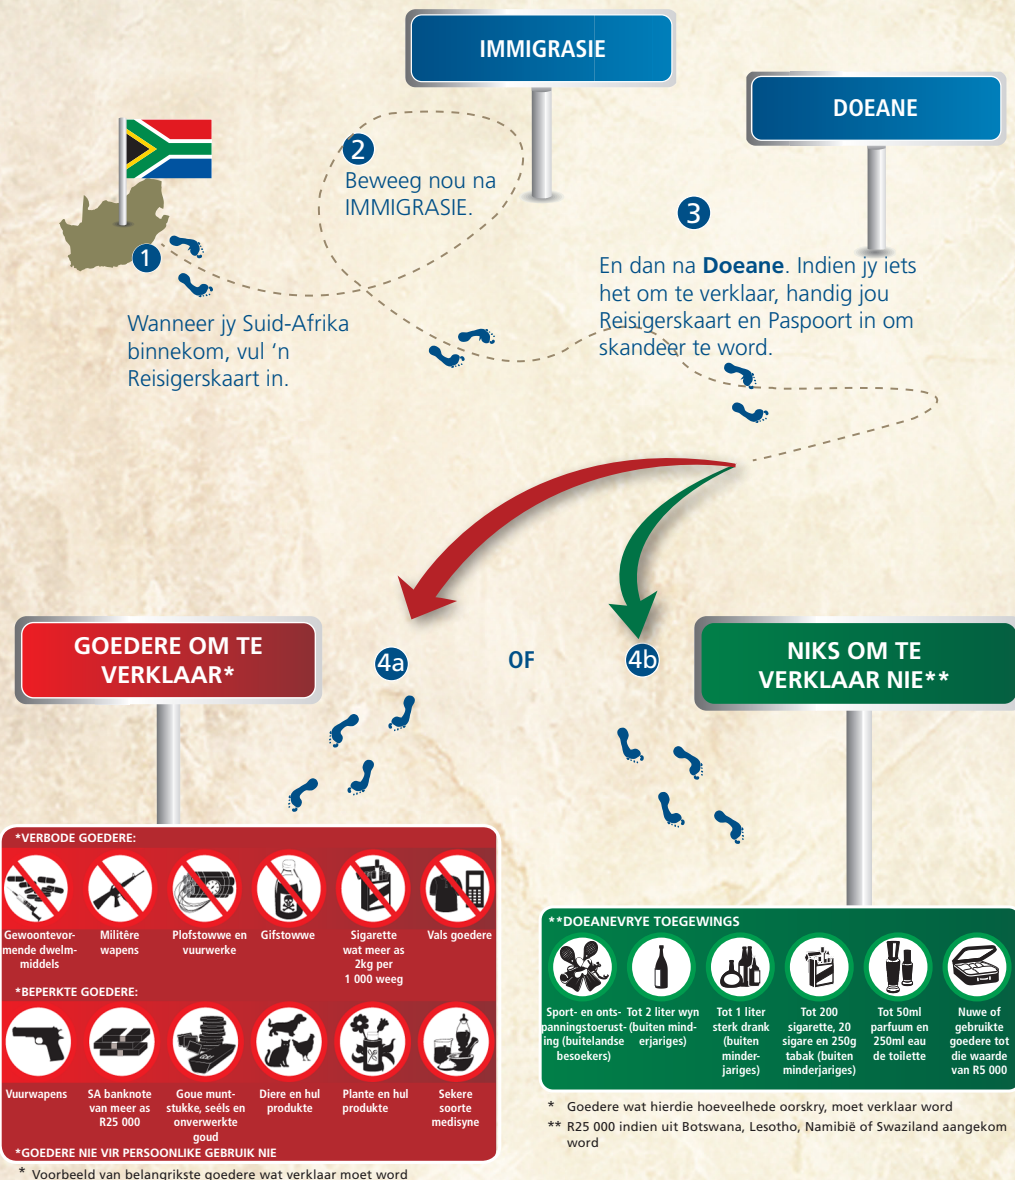 IMMIGRASIE
DOEANE
2
Beweeg nou na
IMMIGRASIE.
3
1
En dan na Doeane. Indien jy iets
het om te verklaar, handig jou
Reisigerskaart en Paspoort in om
skandeer te word.
Wanneer jy Suid-Afrika
binnekom, vul ‘n
Reisigerskaart in.
GOEDERE OM TE
VERKLAAR*
4a
OF
4b
NIKS OM TE
VERKLAAR NIE**
*VERBODE GOEDERE:
Gewoontevor-
mende dwelm-
middels
Militêre
wapens
Plofstowwe en
vuurwerke
Gifstowwe
Sigarette
wat meer as
2kg per
1 000 weeg
Vals goedere
*BEPERKTE GOEDERE:
Vuurwapens
SA banknote
van meer as
R25 000
Goue munt-
stukke, seëls en
onverwerkte
goud
Diere en hul
produkte
Plante en hul
produkte
Sekere
soorte
medisyne
*GOEDERE NIE VIR PERSOONLIKE GEBRUIK NIE
* Voorbeeld van belangrikste goedere wat verklaar moet word
**DOEANEVRYE TOEGEWINGS
Sport- en onts-
panningstoerust-
ing (buitelandse
besoekers)
Tot 2 liter wyn
(buiten mind-
erjariges)
Tot 1 liter
sterk drank
(buiten
minder-
jariges)
Tot 200
sigarette, 20
sigare en 250g
tabak (buiten
minderjariges)
Tot 50ml
parfuum en
250ml eau
de toilette
Nuwe of
gebruikte
goedere tot
die waarde
van R5 000
* Goedere wat hierdie hoeveelhede oorskry, moet verklaar word
** R25 000 indien uit Botswana, Lesotho, Namibië of Swaziland aangekom
word